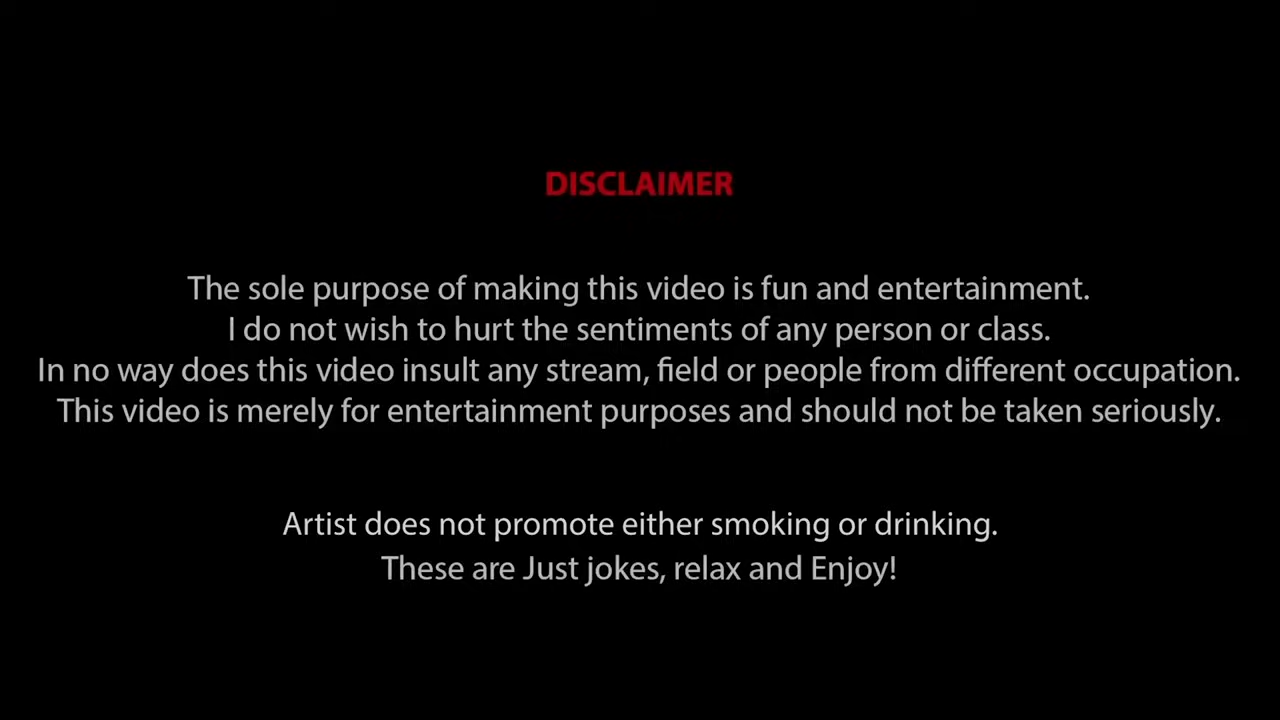 DISCLAIMER
The sole purpose of making this video is fun and entertainment.
I do not wish to hurt the sentiments of any person or class.
In no way does this video insult any stream, field or people from different occupation.
This video is merely for entertainment purposes and should not be taken seriously.
Artist does not promote either smoking or drinking.
These are Just jokes, relax and Enjoy!